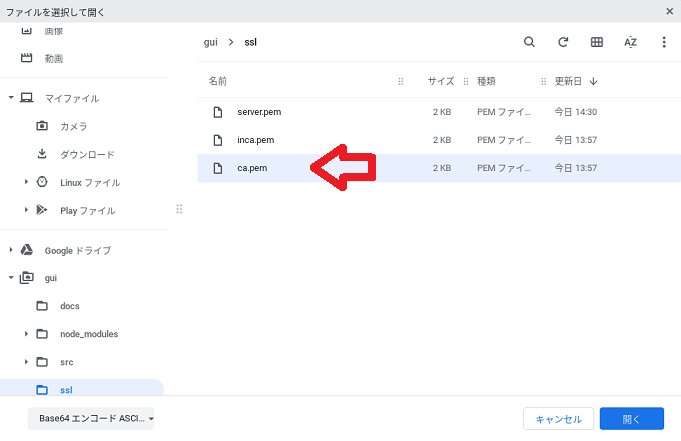 ファイルを選択して開く
画像
動画
マイファイル
カメラ
ダウンロード
Linux ファイル
Play ファイル
Google ドライブ
gui
docs
node_modules
src
ssl
gui ssl
AZ
名前 サイズ 種類 更新日
server.pem 2 KB PEM ファイ... 今日 14:30
inca.pem 2 KB PEM ファイ... 今日 13:57
ca.pem 2 KB PEM ファイ... 今日 13:57
Base64 エンコード ASCI... キャンセル 開く